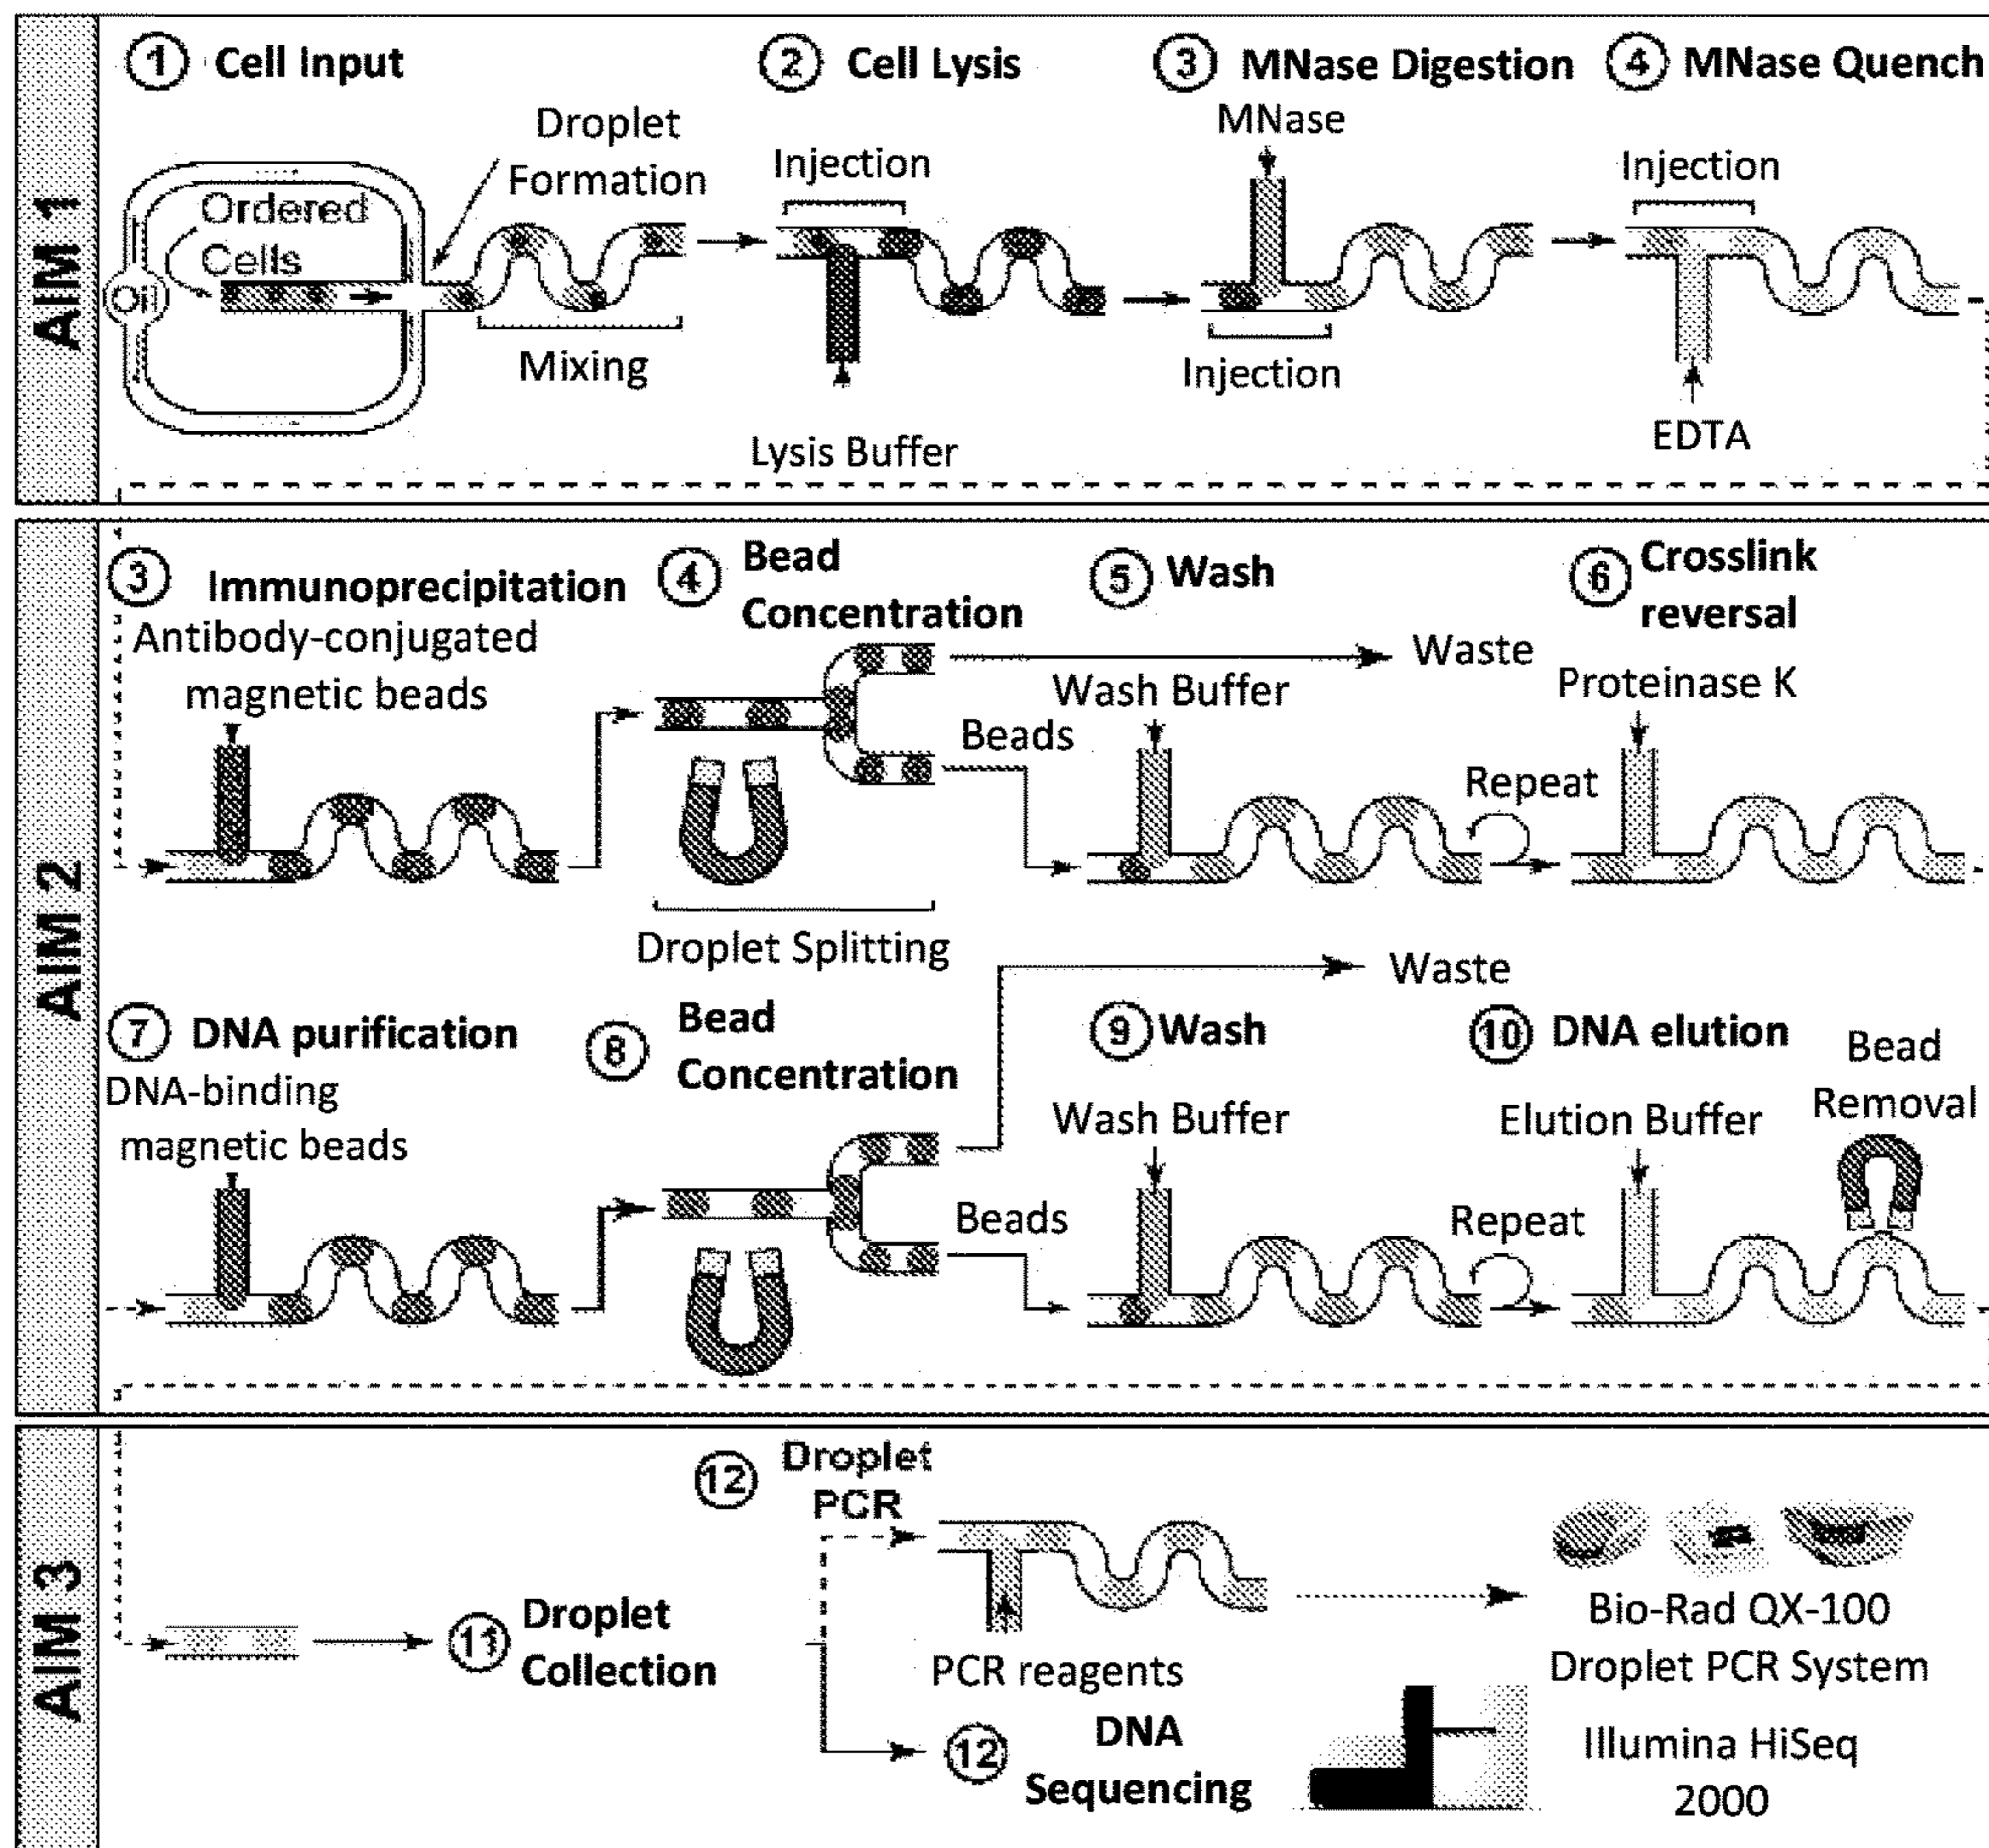 AIM 1
1 Cell Input
2 Cell Lysis
3 MNase Digestion
4 MNase Quench
Droplet
Formation
Ordered
Cells
Oil
Mixing
Injection
Lysis Buffer
MNase
Injection
Injection
EDTA
AIM 2
3 Immunoprecipitation
Antibody-conjugated
magnetic beads
4 Bead
Concentration
Droplet Splitting
5 Wash
Waste
Wash Buffer
Beads
Repeat
6 Crosslink
reversal
Proteinase K
7 DNA purification
DNA-binding
magnetic beads
8 Bead
Concentration
Waste
9 Wash
Wash Buffer
Beads
Repeat
10 DNA elution
Elution Buffer
Bead
Removal
AIM 3
11 Droplet
Collection
12 Droplet
PCR
PCR reagents
Bio-Rad QX-100
Droplet PCR System
12 DNA
Sequencing
Illumina HiSeq
2000